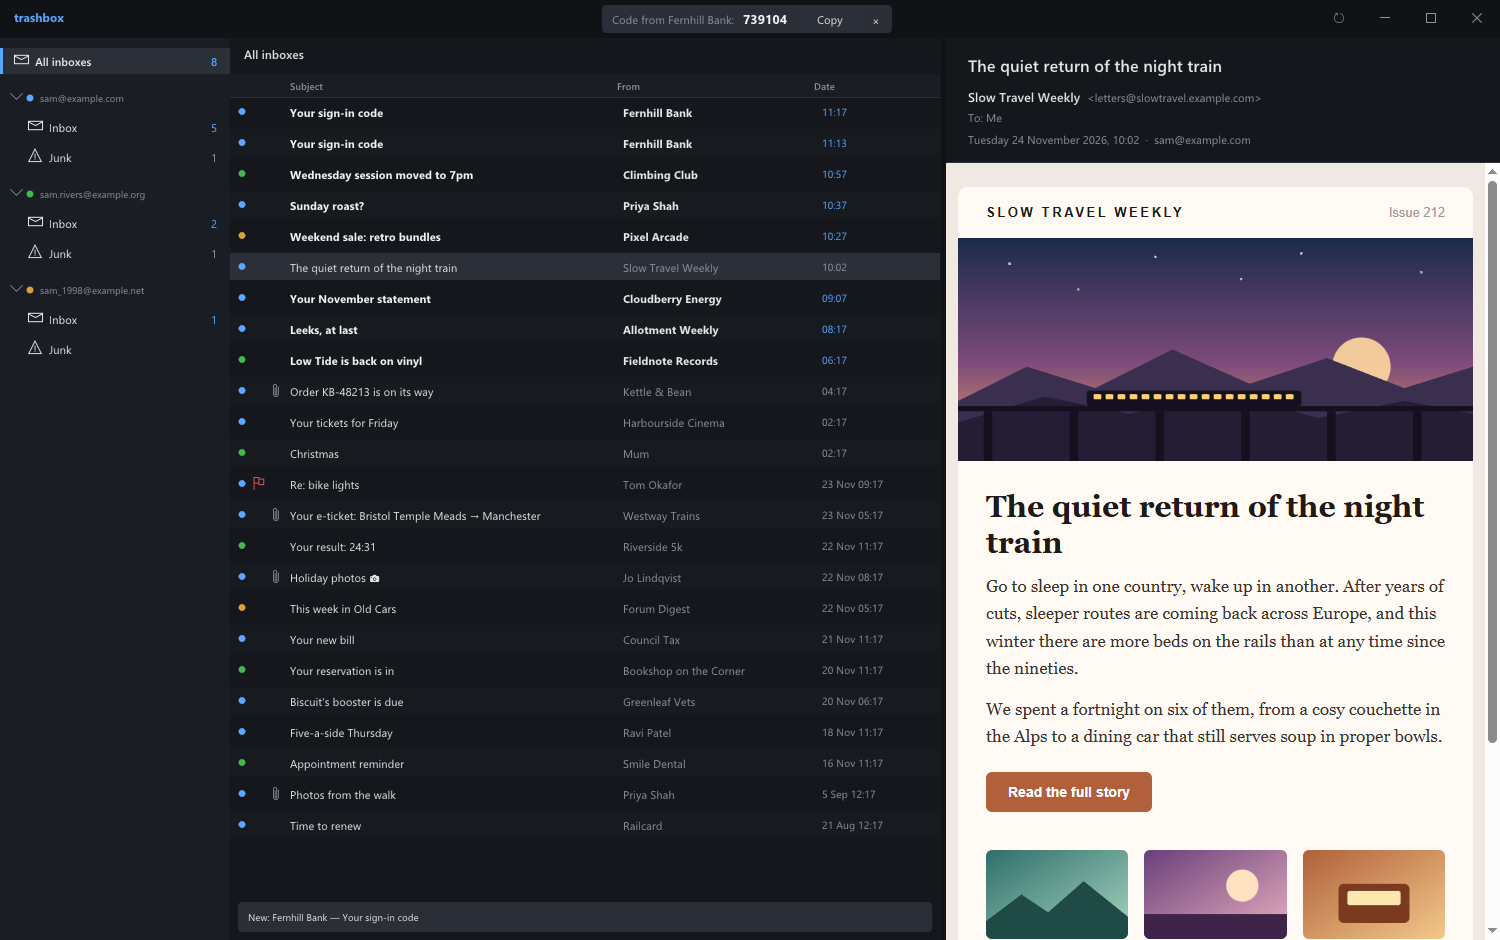 trashbox
Code from Fernhill Bank: 739104 Copy ×
All inboxes 8
sam@example.com
Inbox 5
Junk 1
sam.rivers@example.org
Inbox 2
Junk 1
sam_1998@example.net
Inbox 1
Junk
All inboxes
Subject From Date
Your sign-in code Fernhill Bank 11:17
Your sign-in code Fernhill Bank 11:13
Wednesday session moved to 7pm Climbing Club 10:57
Sunday roast? Priya Shah 10:37
Weekend sale: retro bundles Pixel Arcade 10:27
The quiet return of the night train Slow Travel Weekly 10:02
Your November statement Cloudberry Energy 09:07
Leeks, at last Allotment Weekly 08:17
Low Tide is back on vinyl Fieldnote Records 06:17
Order KB-48213 is on its way Kettle & Bean 04:17
Your tickets for Friday Harbourside Cinema 02:17
Christmas Mum 02:17
Re: bike lights Tom Okafor 23 Nov 09:17
Your e-ticket: Bristol Temple Meads → Manchester Westway Trains 23 Nov 05:17
Your result: 24:31 Riverside 5k 22 Nov 11:17
Holiday photos 📷 Jo Lindqvist 22 Nov 08:17
This week in Old Cars Forum Digest 22 Nov 05:17
Your new bill Council Tax 21 Nov 11:17
Your reservation is in Bookshop on the Corner 20 Nov 11:17
Biscuit's booster is due Greenleaf Vets 20 Nov 06:17
Five-a-side Thursday Ravi Patel 18 Nov 11:17
Appointment reminder Smile Dental 16 Nov 11:17
Photos from the walk Priya Shah 5 Sep 12:17
Time to renew Railcard 21 Aug 12:17
New: Fernhill Bank — Your sign-in code
The quiet return of the night train
Slow Travel Weekly <letters@slowtravel.example.com>
To: Me
Tuesday 24 November 2026, 10:02 · sam@example.com
SLOW TRAVEL WEEKLY Issue 212
The quiet return of the night
train
Go to sleep in one country, wake up in another. After years of
cuts, sleeper routes are coming back across Europe, and this
winter there are more beds on the rails than at any time since
the nineties.
We spent a fortnight on six of them, from a cosy couchette in
the Alps to a dining car that still serves soup in proper bowls.
Read the full story